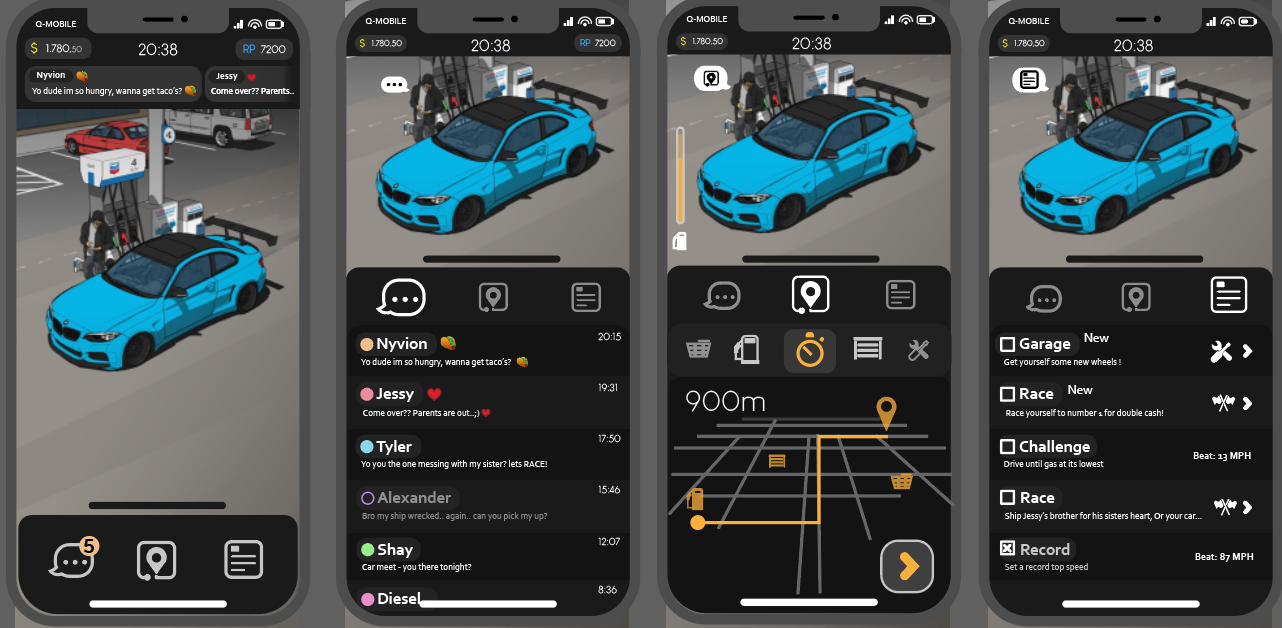 Q-MOBILE
$ 1.780,50
20:38
RP 7200
Nyvion 🌮
Yo dude im so hungry, wanna get taco's? 🌮
Jessy ❤
Come over?? Parents..
4
4
5
Q-MOBILE
$ 1.780,50
20:38
RP 7200
Nyvion 🌮 20:15
Yo dude im so hungry, wanna get taco's? 🌮
Jessy ❤ 19:31
Come over?? Parents are out..;) ❤
Tyler 17:50
Yo you the one messing with my sister? lets RACE!
Alexander 15:46
Bro my ship wrecked.. again.. can you pick my up?
Shay 12:07
Car meet - you there tonight?
Diesel 8:36
Q-MOBILE
$ 1.780,50
20:38
900m
Q-MOBILE
$ 1.780,50
20:38
Garage New
Get yourself some new wheels !
Race New
Race yourself to number 1 for double cash!
Challenge
Drive until gas at its lowest
Beat: 13 MPH
Race
Ship Jessy's brother for his sisters heart, Or your car...
Record
Set a record top speed
Beat: 87 MPH